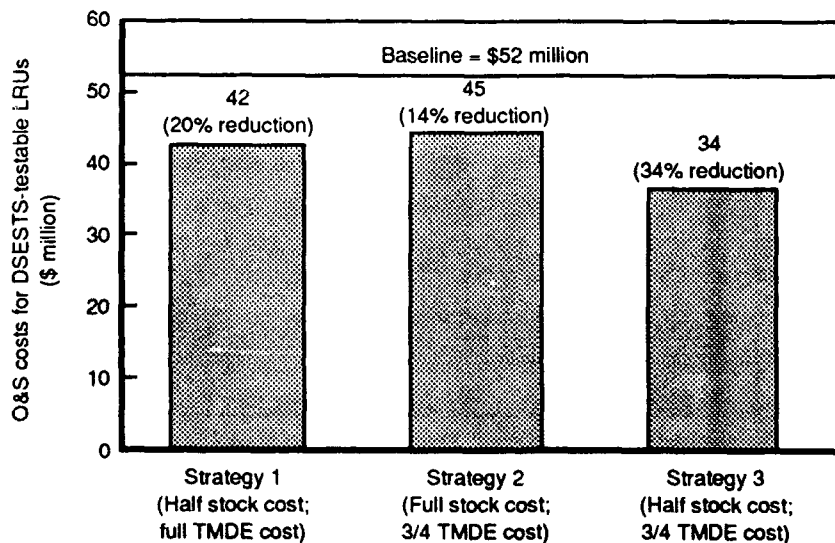 O&S costs for DSESTS-testable LRUs
($ million)
60
50
40
30
20
10
0
Baseline = $52 million
42
(20% reduction)
45
(14% reduction)
34
(34% reduction)
Strategy 1
(Half stock cost;
full TMDE cost)
Strategy 2
(Full stock cost;
3/4 TMDE cost)
Strategy 3
(Half stock cost;
3/4 TMDE cost)